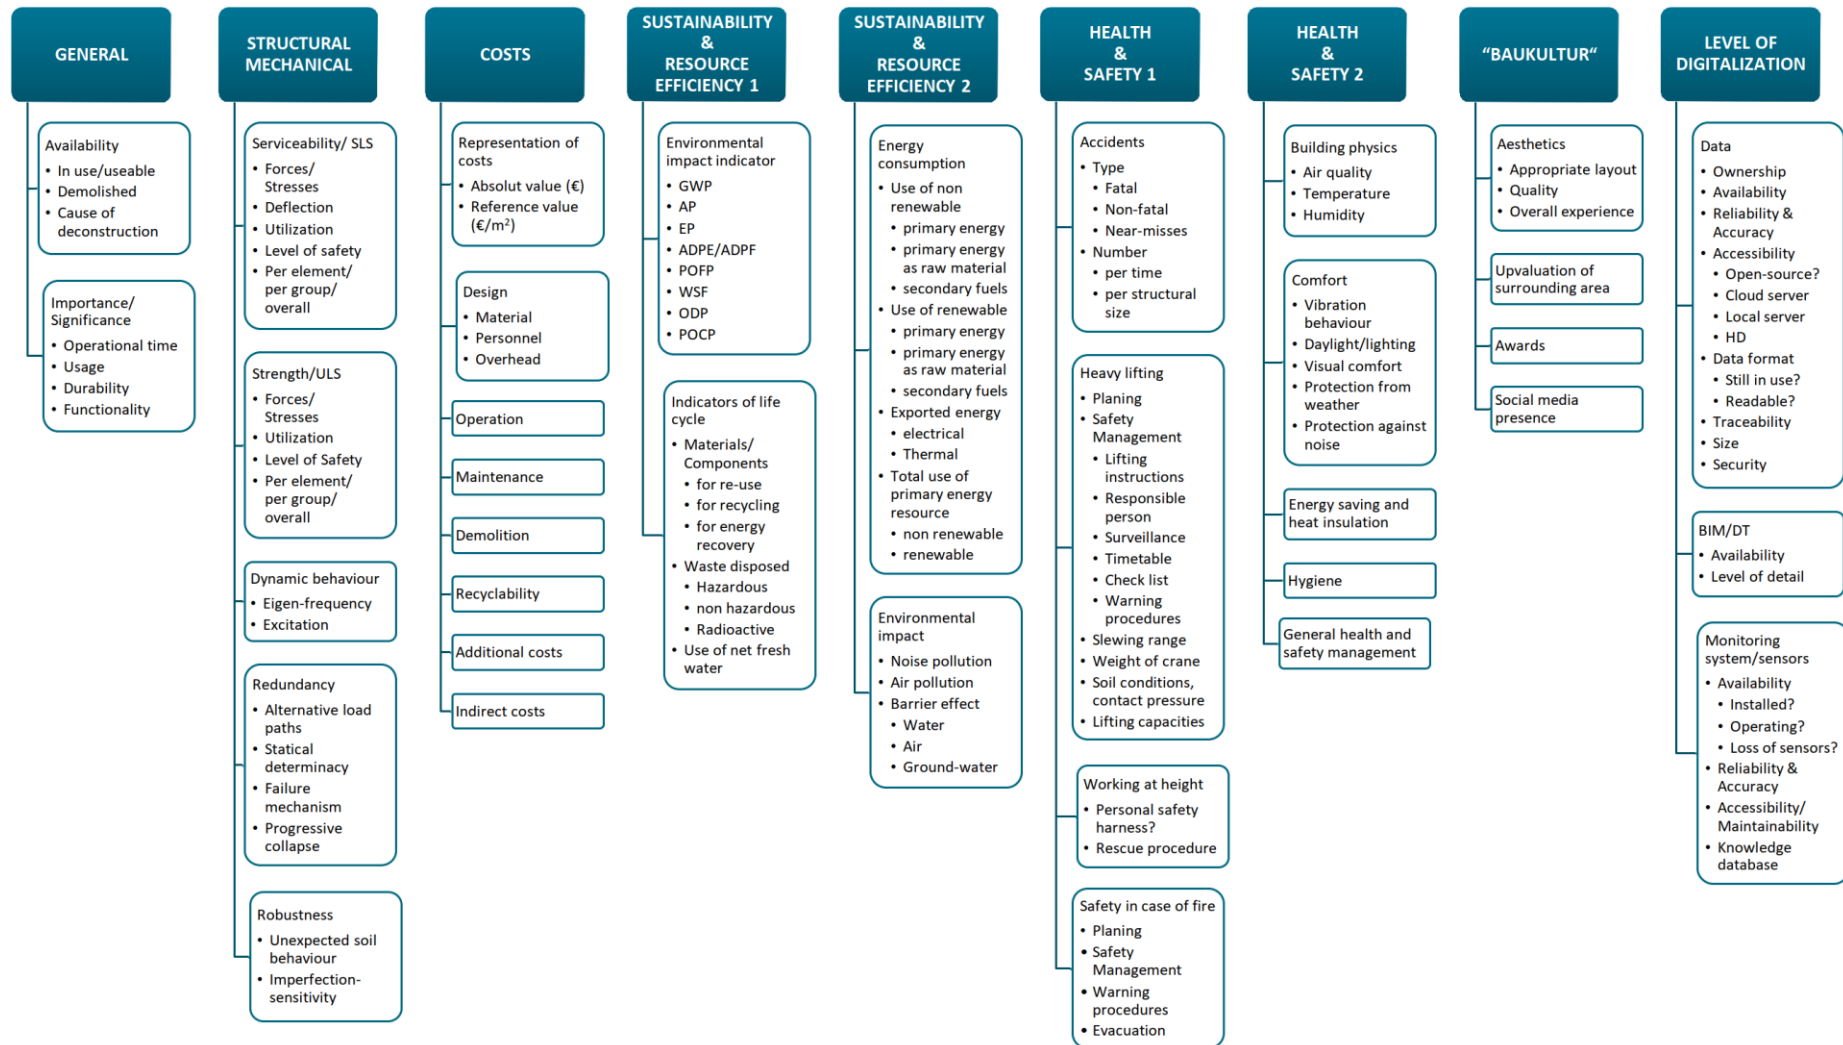 GENERAL
Availability
• In use/useable
• Demolished
• Cause of
deconstruction
Importance/
Significance
• Operational time
• Usage
• Durability
• Functionality
STRUCTURAL
MECHANICAL
Serviceability/ SLS
• Forces/
Stresses
• Deflection
• Utilization
• Level of safety
• Per element/
per group/
overall
Strength/ULS
• Forces/
Stresses
• Utilization
• Level of Safety
• Per element/
per group/
overall
Dynamic behaviour
• Eigen-frequency
• Excitation
Redundancy
• Alternative load
paths
• Statical
determinacy
• Failure
mechanism
• Progressive
collapse
Robustness
• Unexpected soil
behaviour
• Imperfection-
sensitivity
COSTS
Representation of
costs
• Absolut value (€)
• Reference value
(€/m²)
Design
• Material
• Personnel
• Overhead
Operation
Maintenance
Demolition
Recyclability
Additional costs
Indirect costs
SUSTAINABILITY
&
RESOURCE
EFFICIENCY 1
Environmental
impact indicator
• GWP
• AP
• EP
• ADPE/ADPF
• POFP
• WSF
• ODP
• POCP
Indicators of life
cycle
• Materials/
Components
• for re-use
• for recycling
• for energy
recovery
• Waste disposed
• Hazardous
• non hazardous
• Radioactive
• Use of net fresh
water
SUSTAINABILITY
&
RESOURCE
EFFICIENCY 2
Energy
consumption
• Use of non
renewable
• primary energy
• primary energy
as raw material
• secondary fuels
• Use of renewable
• primary energy
• primary energy
as raw material
• secondary fuels
• Exported energy
• electrical
• Thermal
• Total use of
primary energy
resource
• non renewable
• renewable
Environmental
impact
• Noise pollution
• Air pollution
• Barrier effect
• Water
• Air
• Ground-water
HEALTH
&
SAFETY 1
Accidents
• Type
• Fatal
• Non-fatal
• Near-misses
• Number
• per time
• per structural
size
Heavy lifting
• Planing
• Safety
Management
• Lifting
instructions
• Responsible
person
• Surveillance
• Timetable
• Check list
• Warning
procedures
• Slewing range
• Weight of crane
• Soil conditions,
contact pressure
• Lifting capacities
Working at height
• Personal safety
harness?
• Rescue procedure
Safety in case of fire
• Planing
• Safety
Management
• Warning
procedures
• Evacuation
HEALTH
&
SAFETY 2
Building physics
• Air quality
• Temperature
• Humidity
Comfort
• Vibration
behaviour
• Daylight/lighting
• Visual comfort
• Protection from
weather
• Protection against
noise
Energy saving and
heat insulation
Hygiene
General health and
safety management
“BAUKULTUR“
Aesthetics
• Appropriate layout
• Quality
• Overall experience
Upvaluation of
surrounding area
Awards
Social media
presence
LEVEL OF
DIGITALIZATION
Data
• Ownership
• Availability
• Reliability &
Accuracy
• Accessibility
• Open-source?
• Cloud server
• Local server
• HD
• Data format
• Still in use?
• Readable?
• Traceability
• Size
• Security
BIM/DT
• Availability
• Level of detail
Monitoring
system/sensors
• Availability
• Installed?
• Operating?
• Loss of sensors?
• Reliability &
Accuracy
• Accessibility/
Maintainability
• Knowledge
database